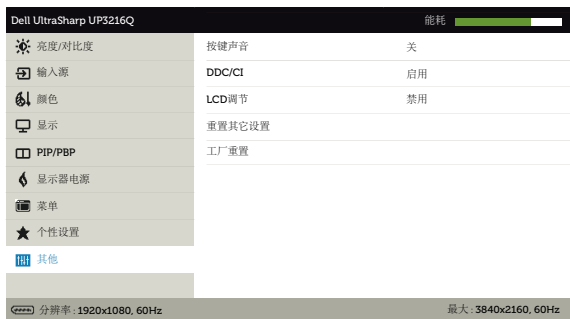 Dell UltraSharp UP3216Q 能耗
亮度/对比度 按键声音 关
输入源 DDC/CI 启用
颜色 LCD调节 禁用
显示 重置其它设置
PIP/PBP 工厂重置
显示器电源
菜单
个性设置
其他
分辨率: 1920x1080, 60Hz 最大: 3840x2160, 60Hz